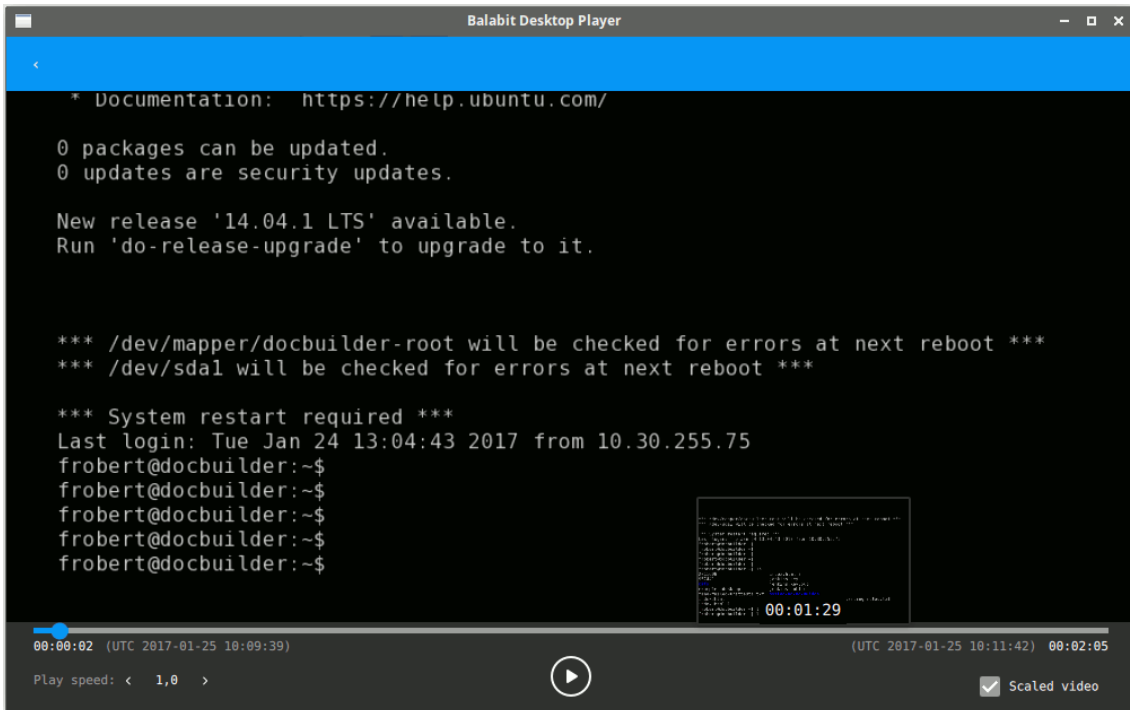 Balabit Desktop Player
* Documentation:  https://help.ubuntu.com/
0 packages can be updated.
0 updates are security updates.
New release '14.04.1 LTS' available.
Run 'do-release-upgrade' to upgrade to it.
*** /dev/mapper/docbuilder-root will be checked for errors at next reboot ***
*** /dev/sda1 will be checked for errors at next reboot ***
*** System restart required ***
Last login: Tue Jan 24 13:04:43 2017 from 10.30.255.75
frobert@docbuilder:~$
frobert@docbuilder:~$
frobert@docbuilder:~$
frobert@docbuilder:~$
frobert@docbuilder:~$
00:01:29
00:00:02 (UTC 2017-01-25 10:09:39) (UTC 2017-01-25 10:11:42) 00:02:05
Play speed: < 1,0 >
Scaled video